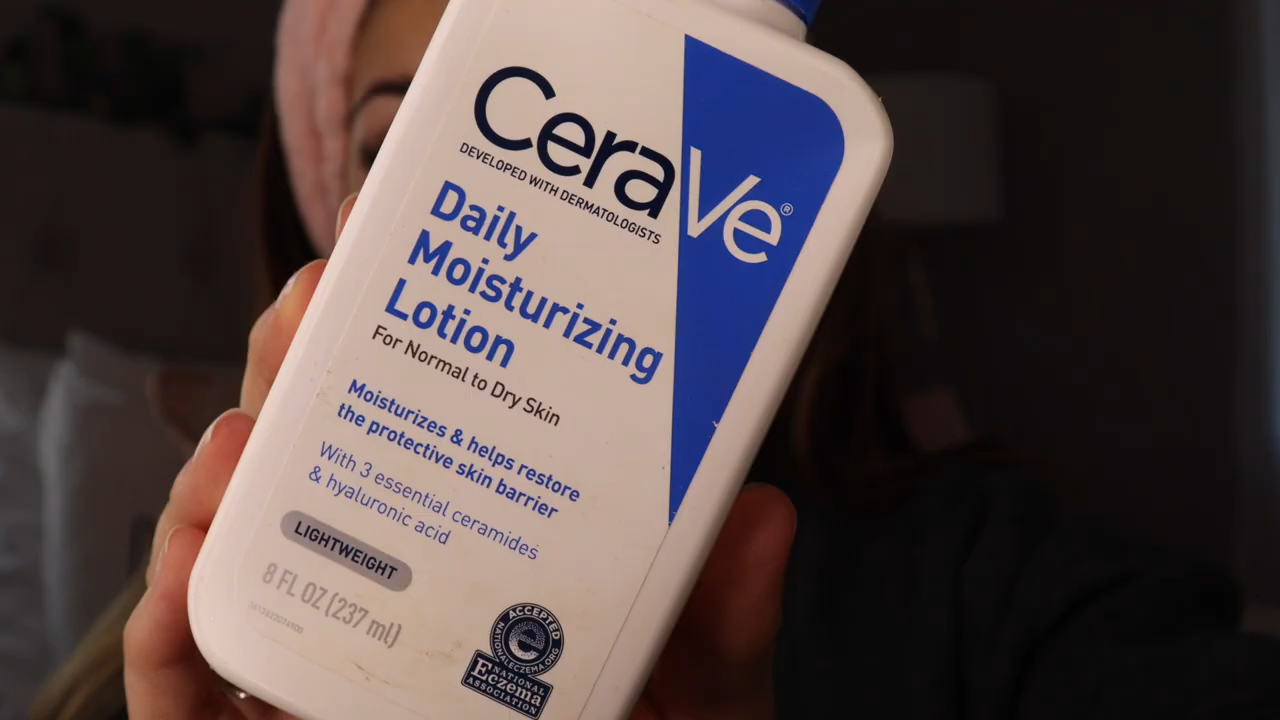 CeraVe®
DEVELOPED WITH DERMATOLOGISTS
Daily
Moisturizing
Lotion
For Normal to Dry Skin
Moisturizes & helps restore
the protective skin barrier
With 3 essential ceramides
& hyaluronic acid
LIGHTWEIGHT
8 FL OZ (237 ml)
ACCEPTED
NATIONALECZEMA.ORG
NATIONAL
Eczema
ASSOCIATION